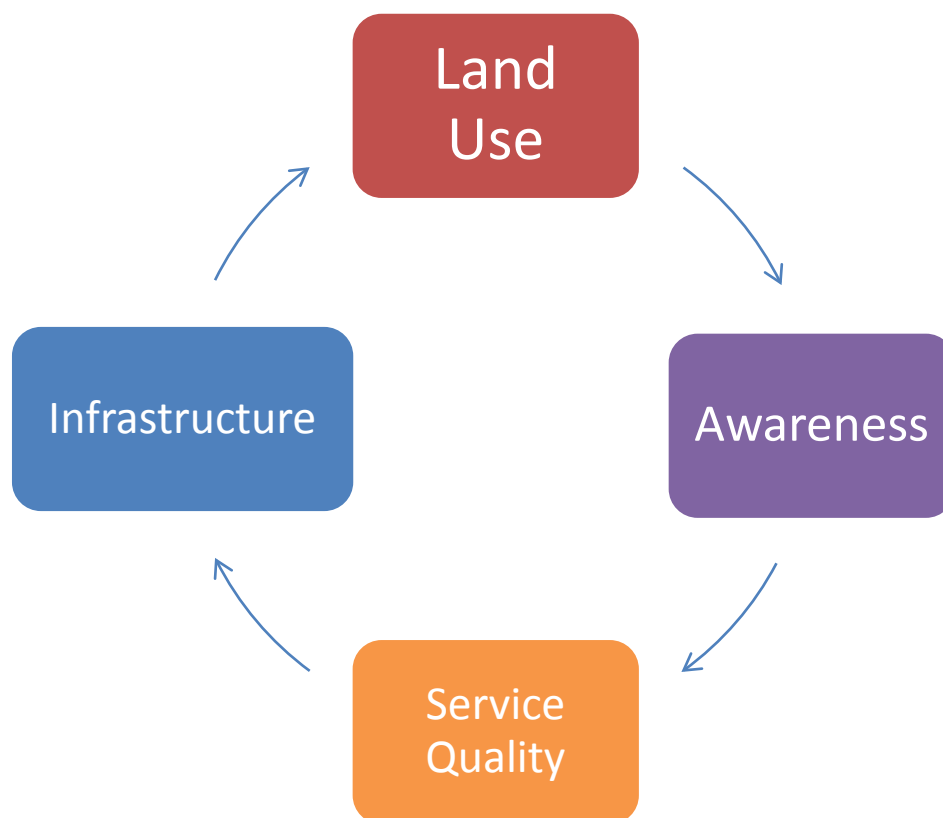 Land
Use
Infrastructure
Awareness
Service
Quality